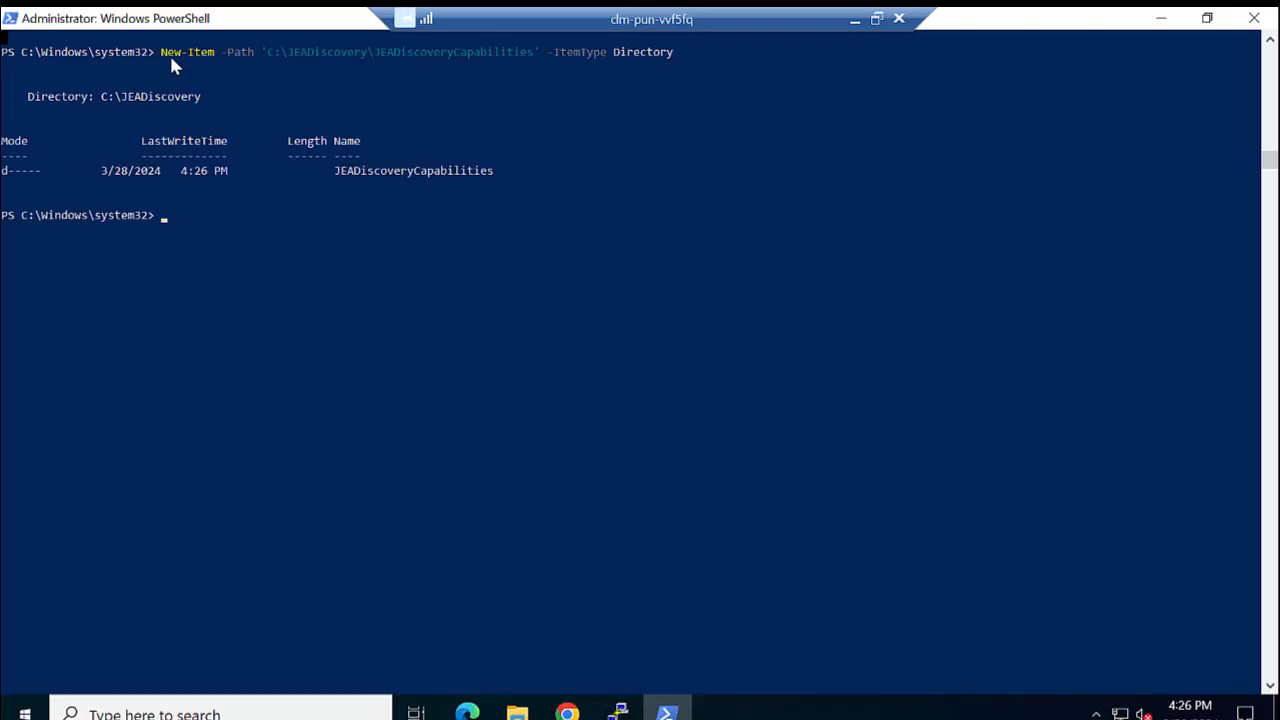 Administrator: Windows PowerShell
dm-pun-vvf5fq
PS C:\Windows\system32> New-Item -Path 'C:\JEADiscovery\JEADiscoveryCapabilities' -ItemType Directory
Directory: C:\JEADiscovery
Mode LastWriteTime Length Name
---- ------------- ------ ----
d----- 3/28/2024 4:26 PM JEADiscoveryCapabilities
PS C:\Windows\system32> _
Type here to search
4:26 PM